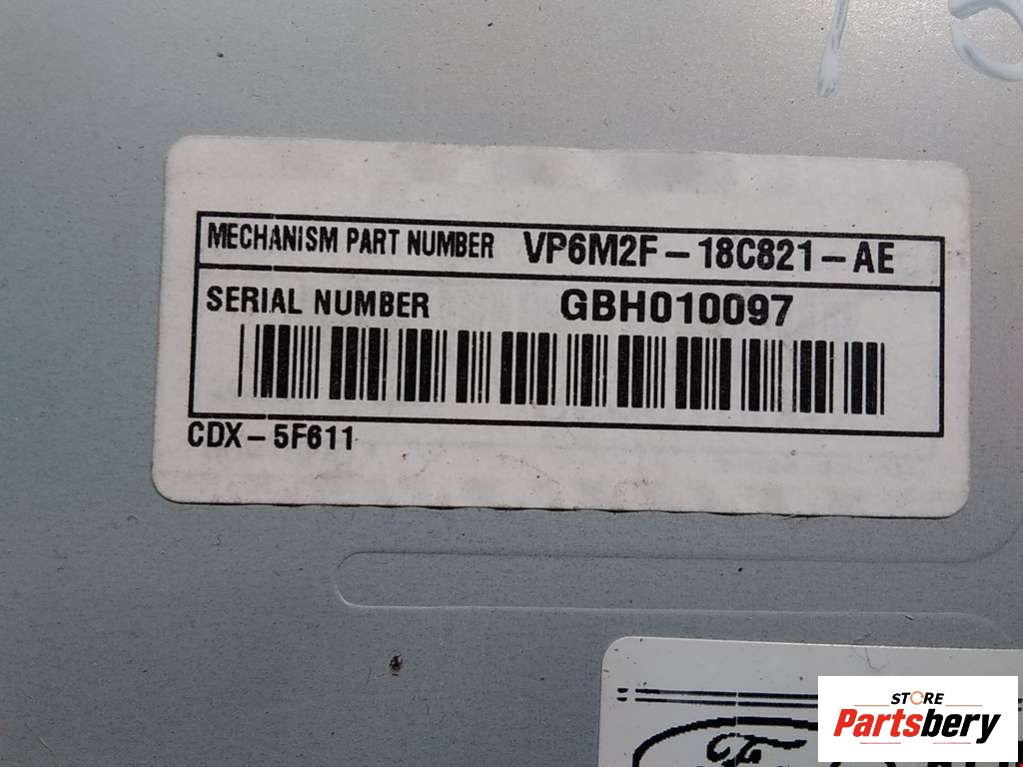 MECHANISM PART NUMBER VP6M2F-18C821-AE
SERIAL NUMBER GBH010097
CDX-5F611
STORE
Partsbery